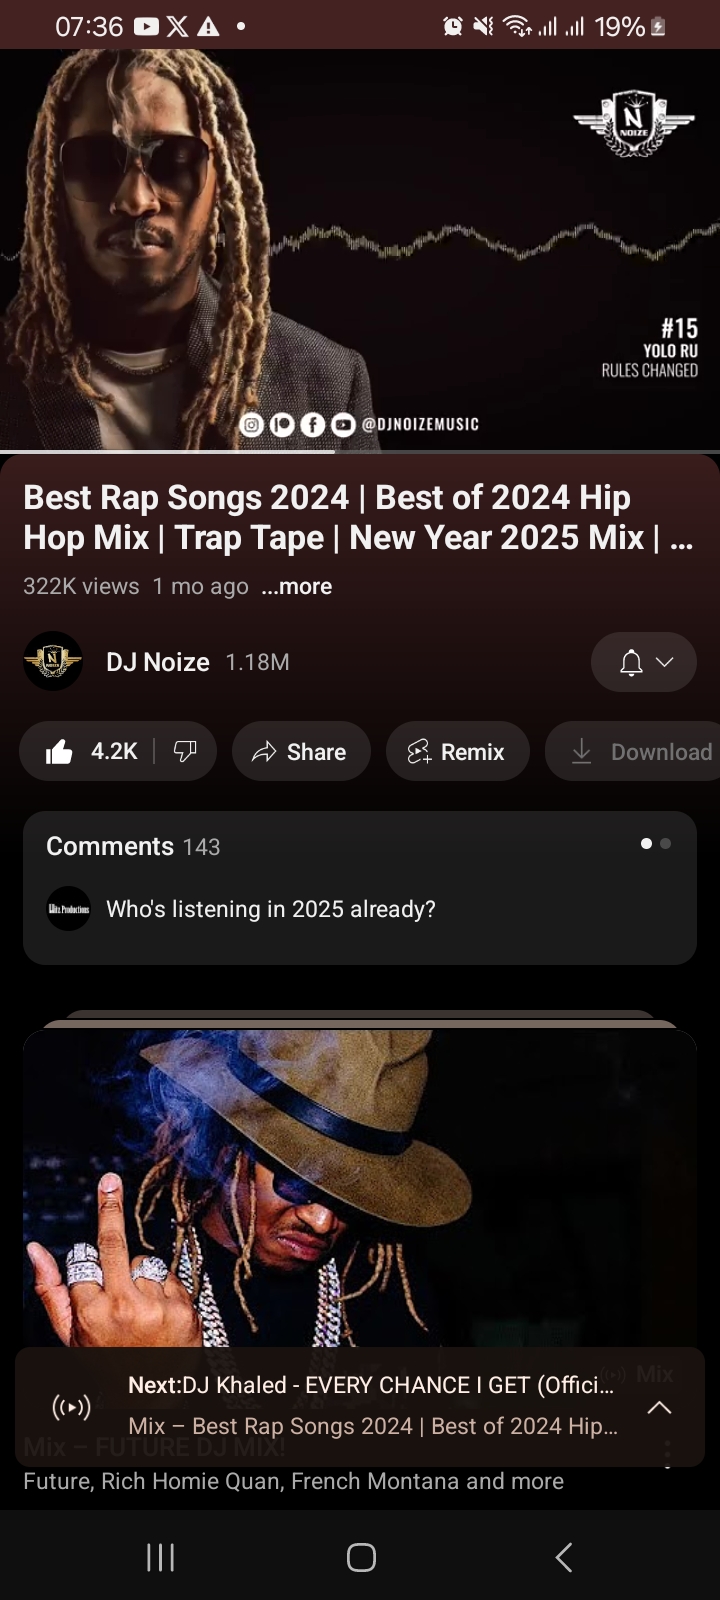 07:36
19%
N
NOIZE
#15
YOLO RU
RULES CHANGED
@DJNOIZEMUSIC
Best Rap Songs 2024 | Best of 2024 Hip
Hop Mix | Trap Tape | New Year 2025 Mix | ...
322K views 1 mo ago ...more
DJ Noize 1.18M
4.2K
Share
Remix
Download
Comments 143
Who's listening in 2025 already?
Mix
Next:DJ Khaled - EVERY CHANCE I GET (Offici...
Mix – Best Rap Songs 2024 | Best of 2024 Hip...
Mix – FUTURE DJ MIX!
Future, Rich Homie Quan, French Montana and more